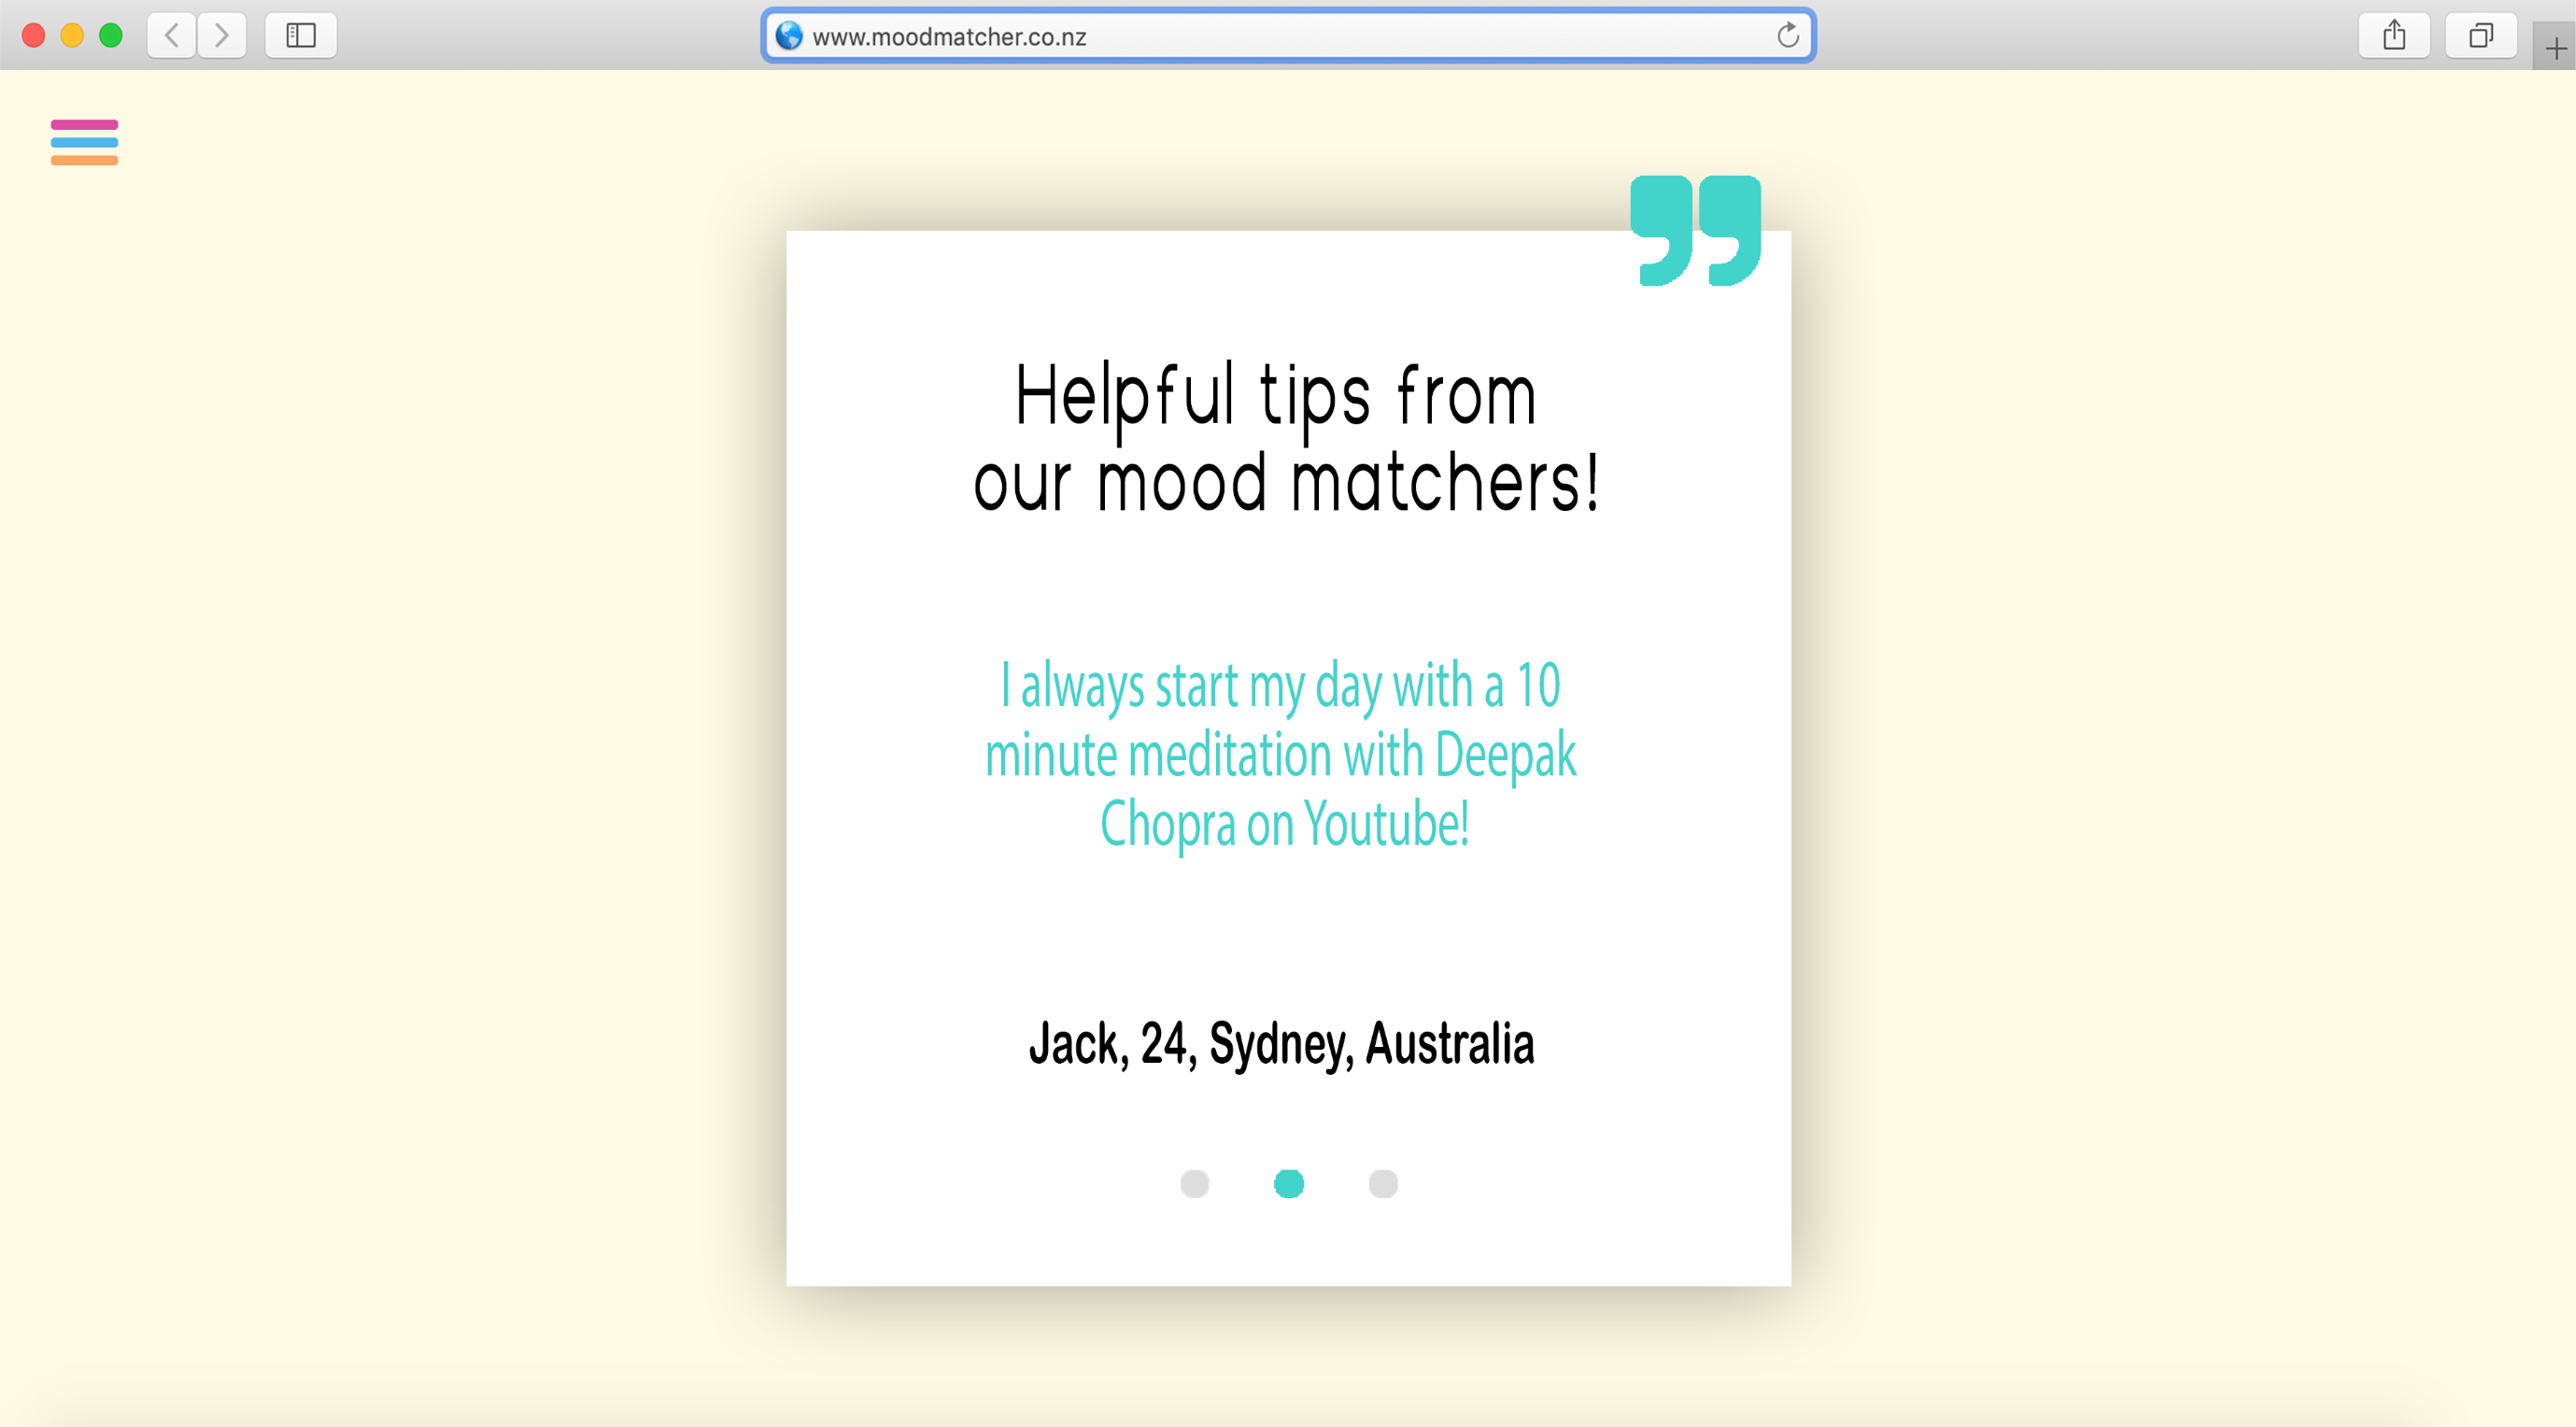 www.moodmatcher.co.nz
Helpful tips from
our mood matchers!
I always start my day with a 10
minute meditation with Deepak
Chopra on Youtube!
Jack, 24, Sydney, Australia